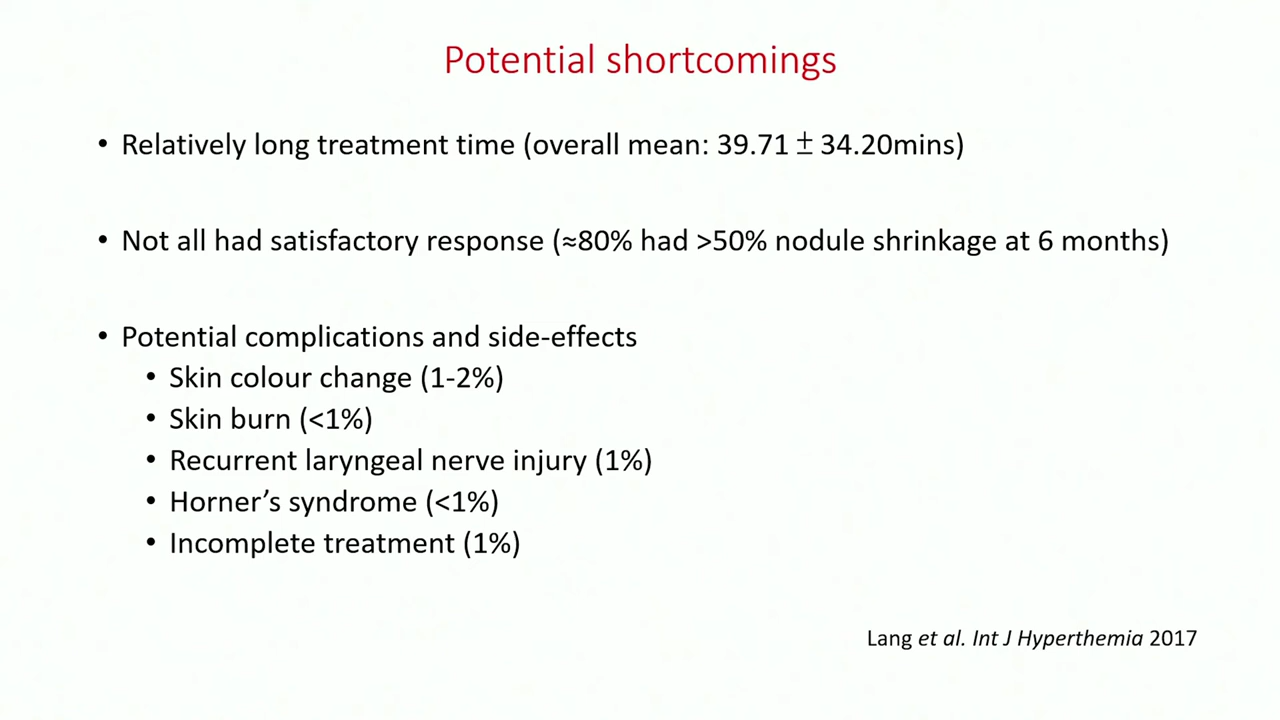 Potential shortcomings
• Relatively long treatment time (overall mean: 39.71 ± 34.20mins)
• Not all had satisfactory response (≈80% had >50% nodule shrinkage at 6 months)
• Potential complications and side-effects
• Skin colour change (1-2%)
• Skin burn (<1%)
• Recurrent laryngeal nerve injury (1%)
• Horner’s syndrome (<1%)
• Incomplete treatment (1%)
Lang et al. Int J Hyperthemia 2017